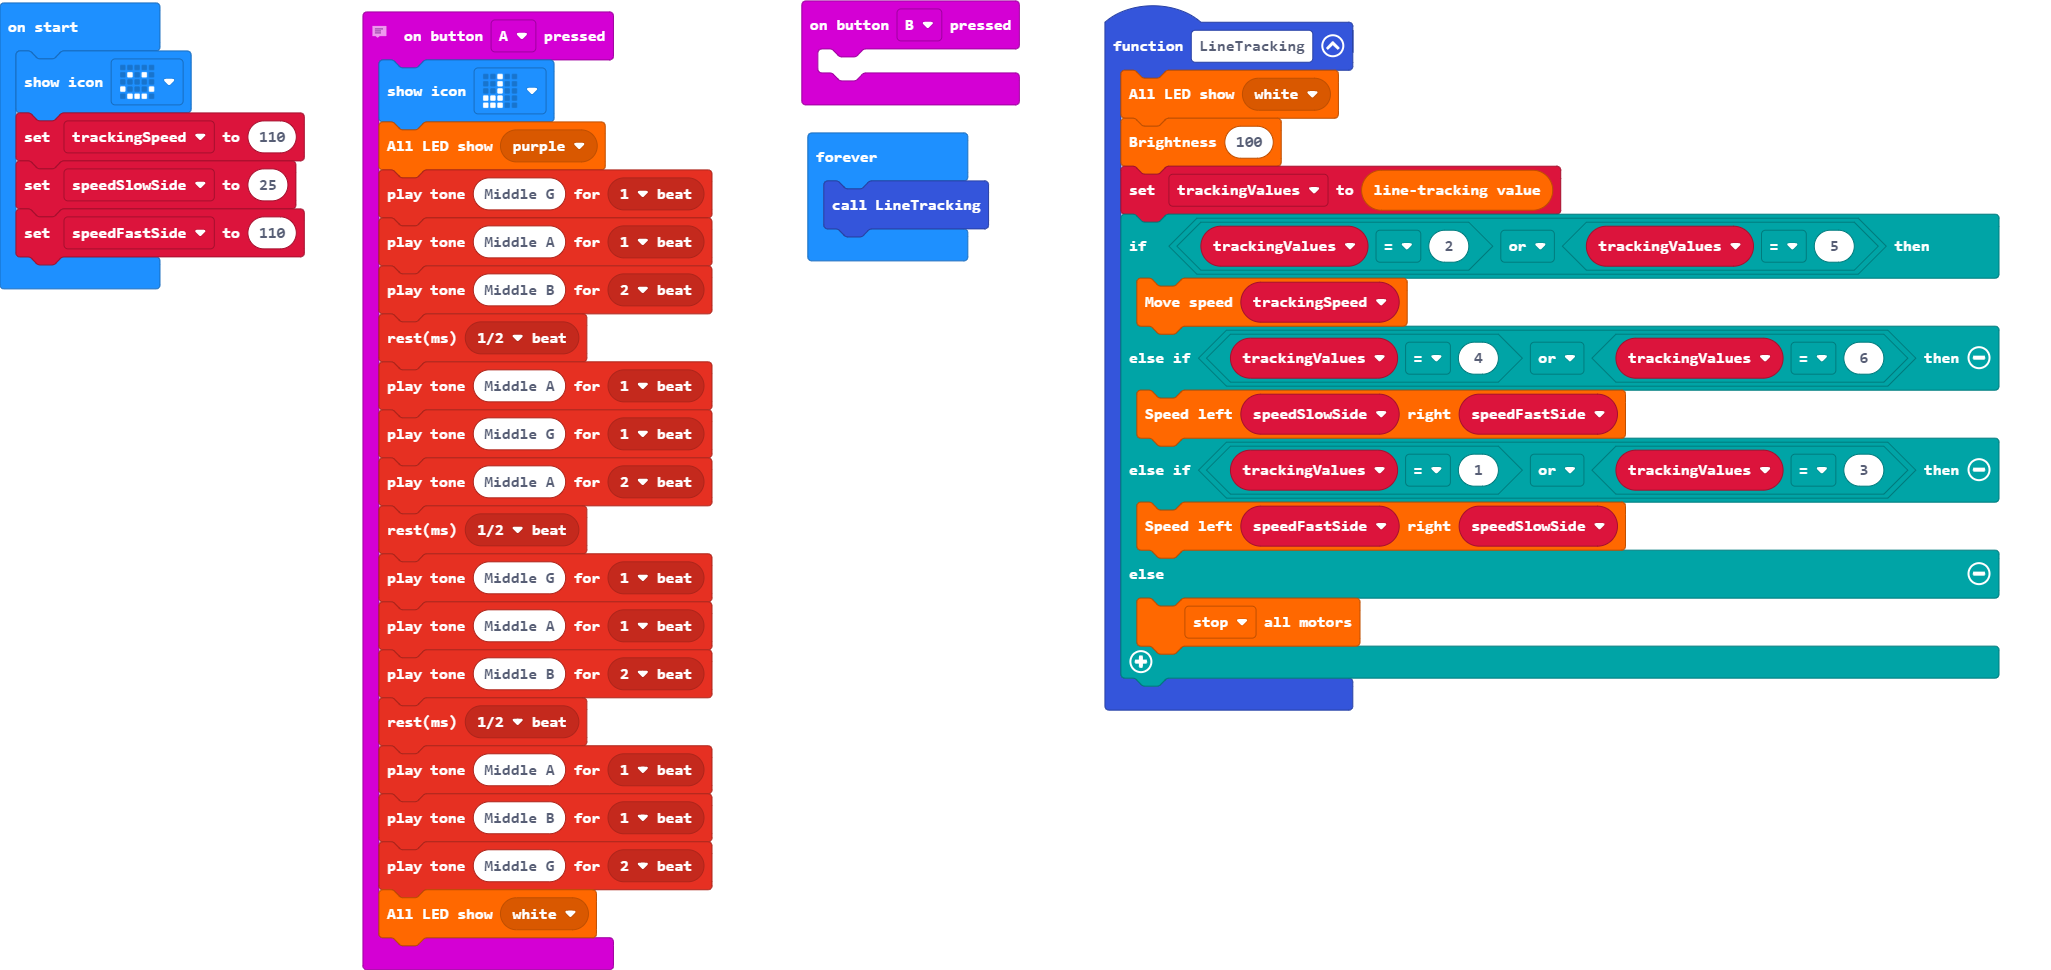 on start
show icon
set trackingSpeed to 110
set speedSlowSide to 25
set speedFastSide to 110
on button A pressed
show icon
All LED show purple
play tone Middle G for 1 beat
play tone Middle A for 1 beat
play tone Middle B for 2 beat
rest(ms) 1/2 beat
play tone Middle A for 1 beat
play tone Middle G for 1 beat
play tone Middle A for 2 beat
rest(ms) 1/2 beat
play tone Middle G for 1 beat
play tone Middle A for 1 beat
play tone Middle B for 2 beat
rest(ms) 1/2 beat
play tone Middle A for 1 beat
play tone Middle B for 1 beat
play tone Middle G for 2 beat
All LED show white
on button B pressed
forever
call LineTracking
function LineTracking
All LED show white
Brightness 100
set trackingValues to line-tracking value
if trackingValues = 2 or trackingValues = 5 then
Move speed trackingSpeed
else if trackingValues = 4 or trackingValues = 6 then
Speed left speedSlowSide right speedFastSide
else if trackingValues = 1 or trackingValues = 3 then
Speed left speedFastSide right speedSlowSide
else
stop all motors